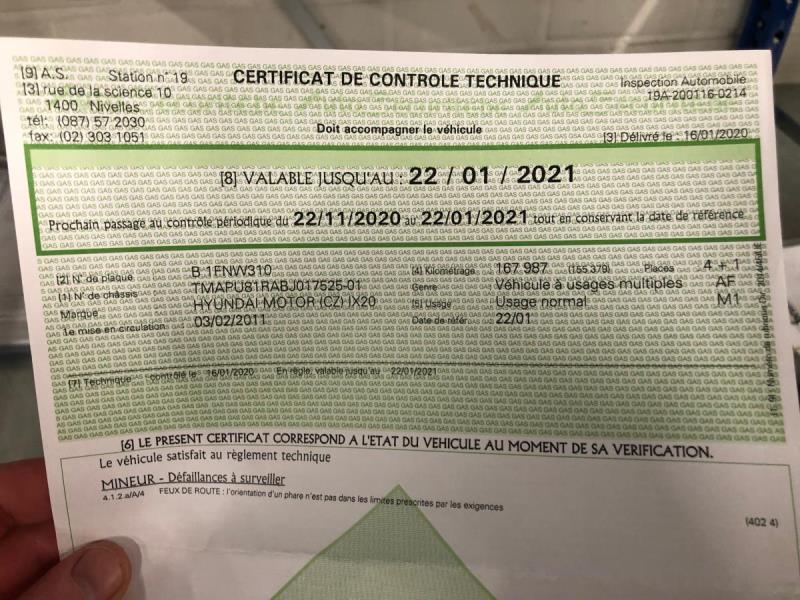 [9] A.S. Station n° 19
[3] rue de la science 10
1400 Nivelles
tél: (087) 57 2030
fax: (02) 303 1051
CERTIFICAT DE CONTROLE TECHNIQUE
Doit accompagner le véhicule
Inspection Automobile
19A-200116-0214
[3] Délivré le : 16/01/2020
[8] VALABLE JUSQU'AU : 22 / 01 / 2021
Prochain passage au contrôle périodique du 22/11/2020 au 22/01/2021 tout en conservant la date de référence
[2] N° de plaque B 1FNW310 [4] Kilométrage 167 987 (155 379) Places 4 + 1
[1] N° de châssis TMAPU81RABJ017525-01 Genre Véhicule à usages multiples AF
Marque HYUNDAI MOTOR (CZ) IX20 [5] Usage Usage normal M1
1e mise en circulation 03/02/2011 Date de référ. 22/01
[7] Technique contrôlé le 16/01/2020 En règle, valable jusqu'au 22/01/2021
[6] LE PRESENT CERTIFICAT CORRESPOND A L'ETAT DU VEHICULE AU MOMENT DE SA VERIFICATION.
Le véhicule satisfait au règlement technique
MINEUR - Défaillances à surveiller
4.1.2.a/A/4 FEUX DE ROUTE : l'orientation d'un phare n'est pas dans les limites prescrites par les exigences
(402 4)